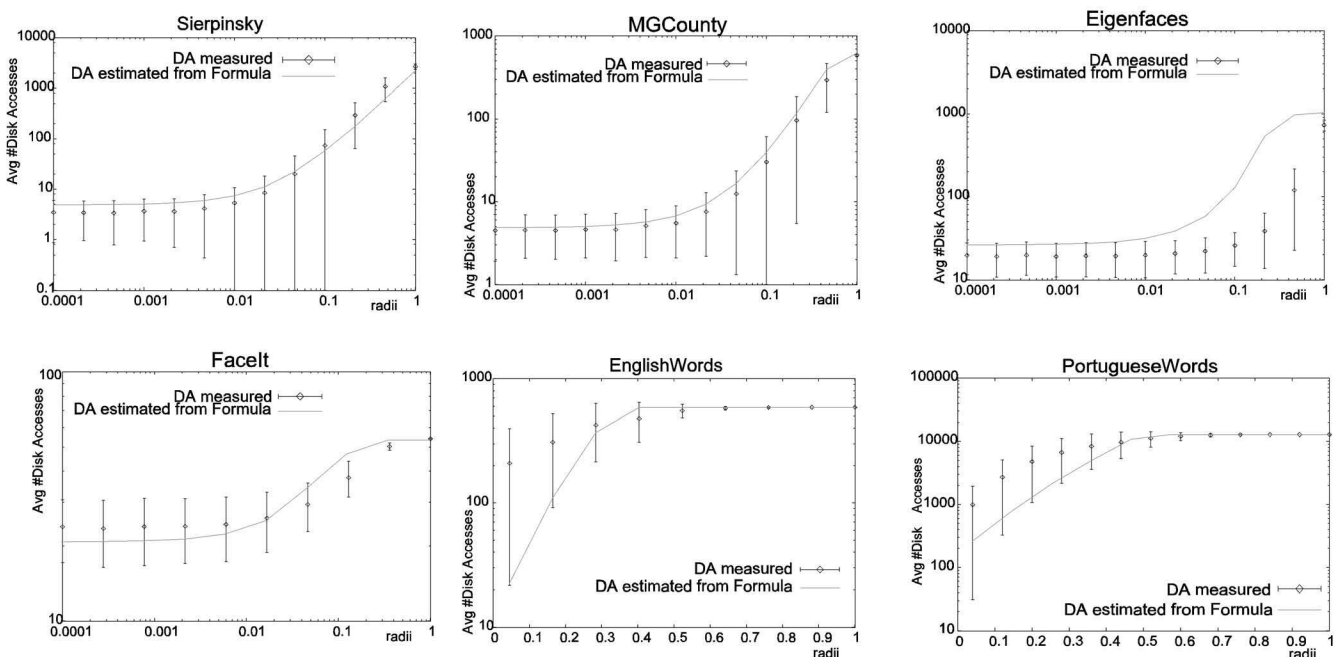 Sierpinsky
10000
1000
100
10
1
0.1
Avg #Disk Accesses
DA measured
DA estimated from Formula
0.0001
0.001
0.01
0.1
1
radii
MGCounty
1000
100
10
1
Avg #Disk Accesses
DA measured
DA estimated from Formula
0.0001
0.001
0.01
0.1
1
radii
Eigenfaces
10000
1000
100
10
Avg #Disk Accesses
DA measured
DA estimated from Formula
0.0001
0.001
0.01
0.1
1
radii
FaceIt
100
10
Avg #Disk Accesses
DA measured
DA estimated from Formula
0.0001
0.001
0.01
0.1
1
radii
EnglishWords
1000
100
10
Avg #Disk Accesses
DA measured
DA estimated from Formula
0
0.1
0.2
0.3
0.4
0.5
0.6
0.7
0.8
0.9
1
radii
PortugueseWords
100000
10000
1000
100
10
Avg #Disk Accesses
DA measured
DA estimated from Formula
0
0.1
0.2
0.3
0.4
0.5
0.6
0.7
0.8
0.9
1
radii